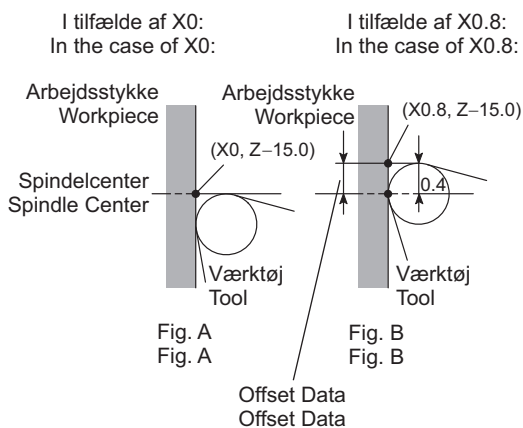 I tilfælde af X0:
In the case of X0:
Arbejdsstykke
Workpiece
(X0, Z−15.0)
Spindelcenter
Spindle Center
Værktøj
Tool
Fig. A
Fig. A
I tilfælde af X0.8:
In the case of X0.8:
Arbejdsstykke
Workpiece
(X0.8, Z−15.0)
0.4
Værktøj
Tool
Fig. B
Fig. B
Offset Data
Offset Data